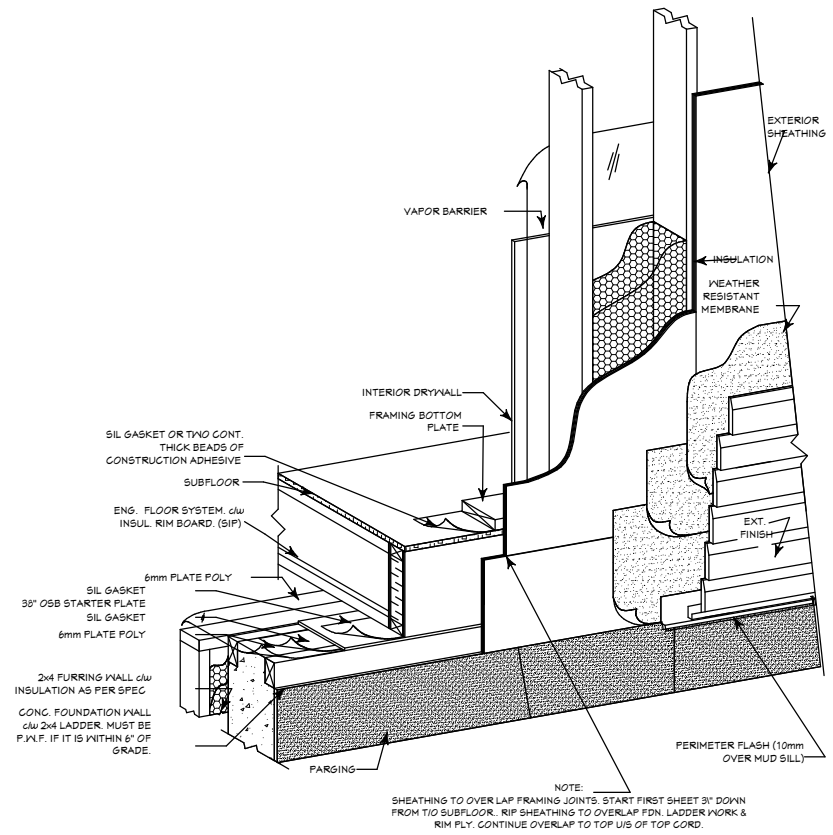 EXTERIOR
SHEATHING
VAPOR BARRIER
INSULATION
WEATHER
RESISTANT
MEMBRANE
INTERIOR DRYWALL
FRAMING BOTTOM
PLATE
SIL GASKET OR TWO CONT.
THICK BEADS OF
CONSTRUCTION ADHESIVE
SUBFLOOR
ENG. FLOOR SYSTEM. c/w
INSUL. RIM BOARD. (SIP)
EXT.
FINISH
6mm PLATE POLY
SIL GASKET
38" OSB STARTER PLATE
SIL GASKET
6mm PLATE POLY
2x4 FURRING WALL c/w
INSULATION AS PER SPEC
CONC. FOUNDATION WALL
c/w 2x4 LADDER. MUST BE
P.W.F. IF IT IS WITHIN 6" OF
GRADE.
PARGING
PERIMETER FLASH (10mm
OVER MUD SILL)
NOTE:
SHEATHING TO OVER LAP FRAMING JOINTS. START FIRST SHEET 3\" DOWN
FROM T/O SUBFLOOR.. RIP SHEATHING TO OVERLAP FDN. LADDER WORK &
RIM PLY. CONTINUE OVERLAP TO TOP U/S OF TOP CORD.